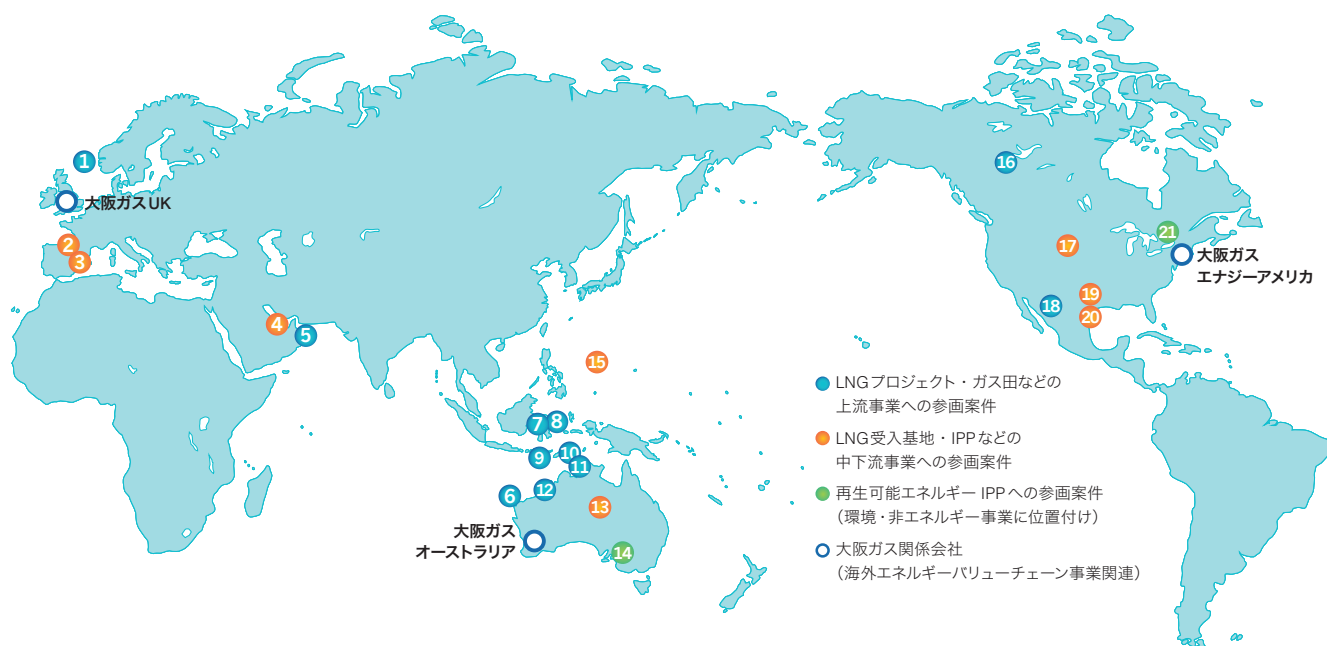 1
大阪ガスUK
2
3
4
5
6
7
8
9
10
11
12
13
14
大阪ガス
オーストラリア
15
16
17
18
19
20
21
大阪ガス
エナジーアメリカ
LNGプロジェクト・ガス田などの
上流事業への参画案件
LNG受入基地・IPPなどの
中下流事業への参画案件
再生可能エネルギー IPPへの参画案件
（環境・非エネルギー事業に位置付け）
大阪ガス関係会社
（海外エネルギーバリューチェーン事業関連）